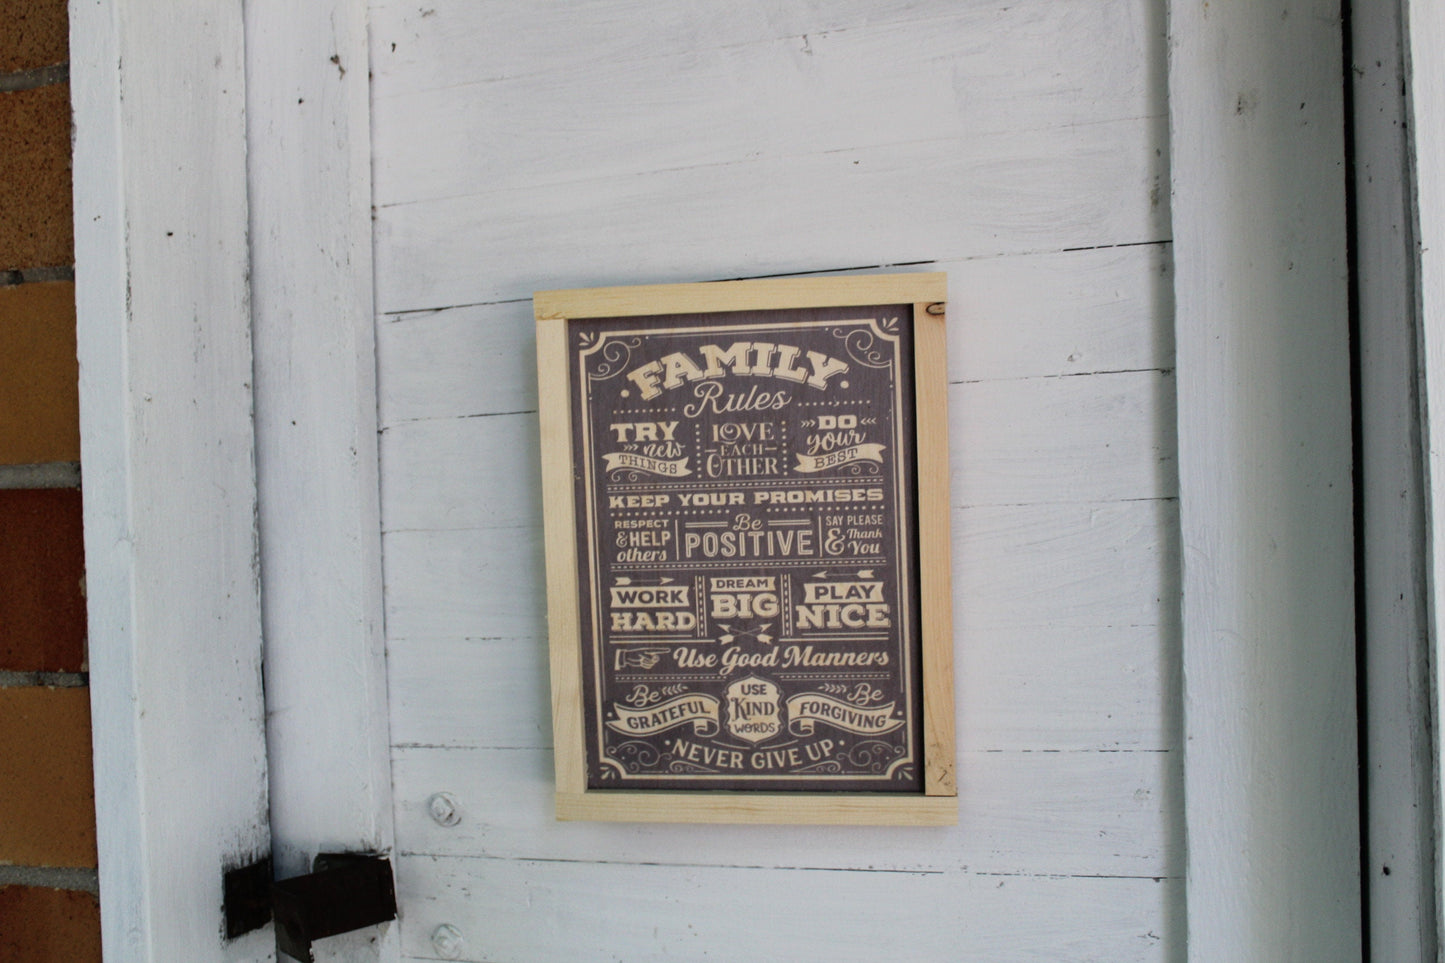 FAMILY
Rules
TRY
new
THINGS
LOVE
EACH
OTHER
DO
your
BEST
KEEP YOUR PROMISES
RESPECT
& HELP
others
Be
POSITIVE
SAY PLEASE
& Thank
You
WORK
HARD
DREAM
BIG
PLAY
NICE
Use Good Manners
Be
GRATEFUL
USE
KIND
WORDS
Be
FORGIVING
NEVER GIVE UP